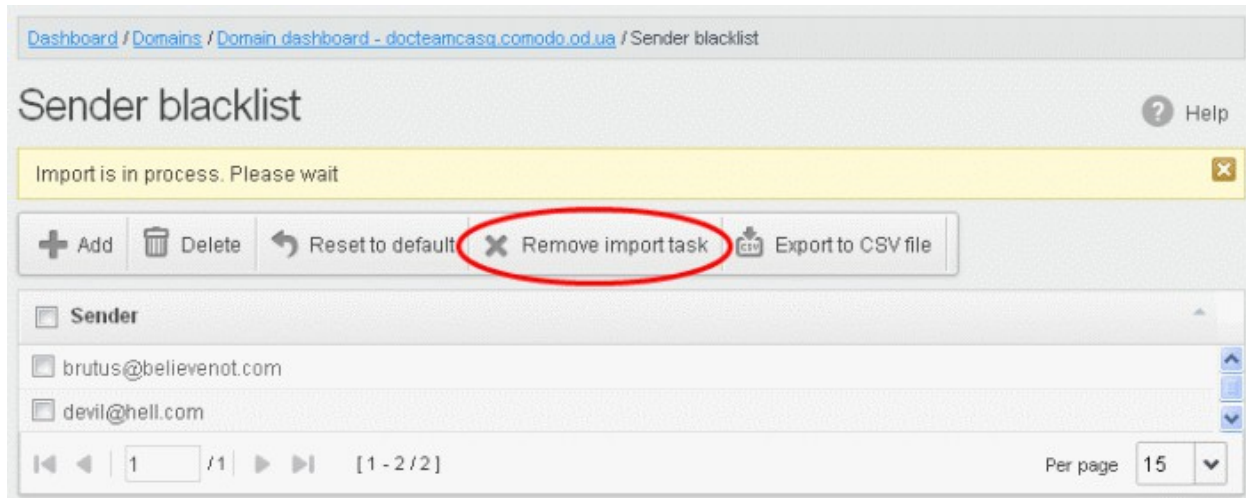 Dashboard / Domains / Domain dashboard - docteamcasg.comodo.od.ua / Sender blacklist
Sender blacklist
Help
Import is in process. Please wait
Add Delete Reset to default Remove import task Export to CSV file
Sender
brutus@believenot.com
devil@hell.com
1 /1 [1-2/2] Per page 15